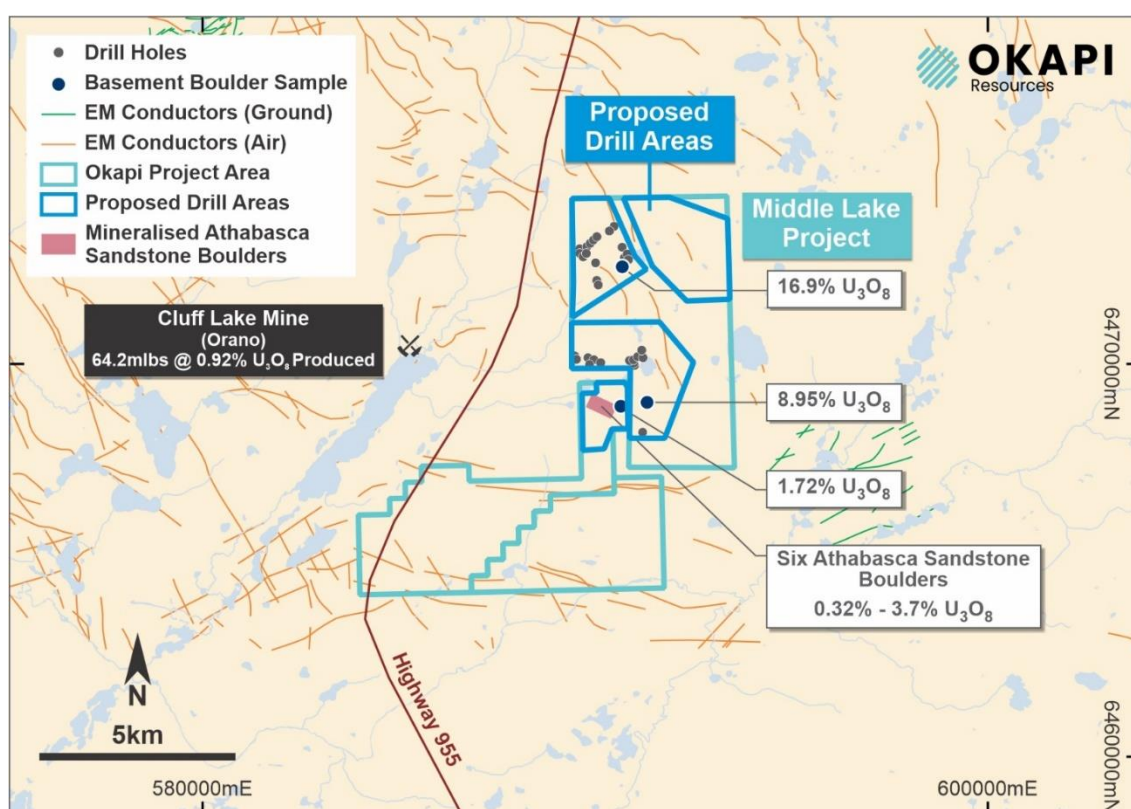 Drill Holes
Basement Boulder Sample
EM Conductors (Ground)
EM Conductors (Air)
Okapi Project Area
Proposed Drill Areas
Mineralised Athabasca
Sandstone Boulders
OKAPI
Resources
Proposed
Drill Areas
Middle Lake
Project
16.9% U₃O₈
Cluff Lake Mine
(Orano)
64.2mlbs @ 0.92% U₃O₈ Produced
6470000mN
8.95% U₃O₈
1.72% U₃O₈
Six Athabasca Sandstone
Boulders
0.32% - 3.7% U₃O₈
N
5km
Highway 955
6460000mN
580000mE
600000mE